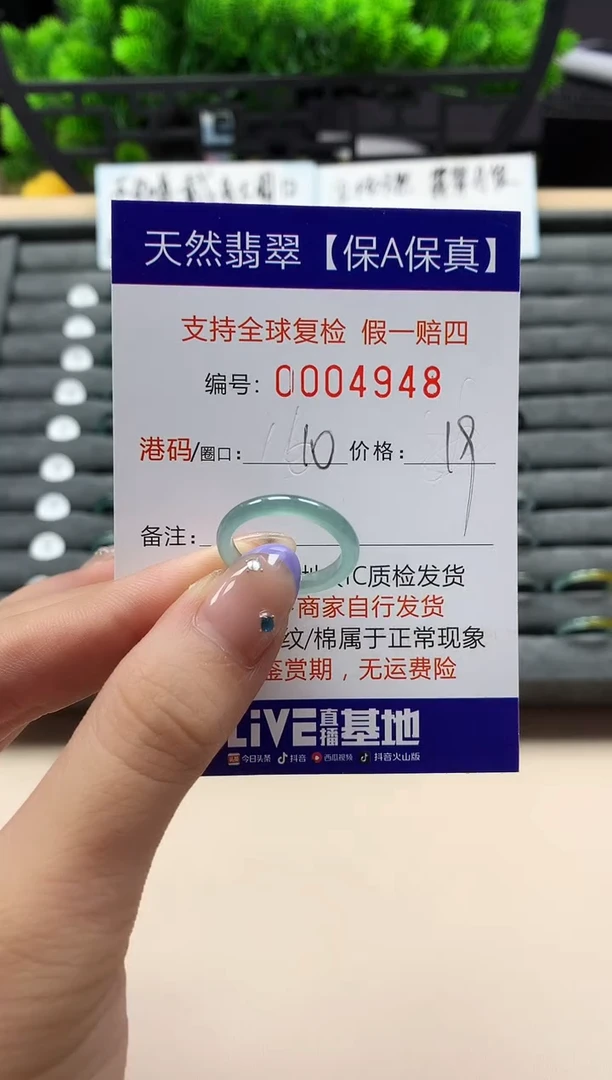 天然翡翠【保A保真】
支持全球复检 假一赔四
编号：0004948
港码/圈口：10 价格：18
备注：
IC质检发货
商家自行发货
纹/棉属于正常现象
鉴赏期，无运费险
LiVE直播基地
今日头条 抖音 西瓜视频 抖音火山版